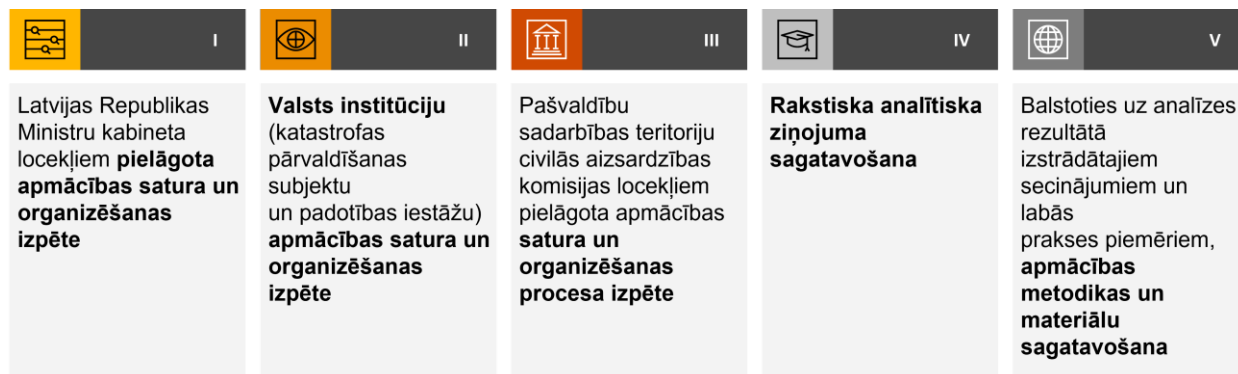 I
Latvijas Republikas
Ministru kabineta
locekļiem pielāgota
apmācības satura un
organizēšanas
izpēte
II
Valsts institūciju
(katastrofas
pārvaldīšanas
subjektu
un padotības iestāžu)
apmācības satura un
organizēšanas
izpēte
III
Pašvaldību
sadarbības teritoriju
civilās aizsardzības
komisijas locekļiem
pielāgota apmācības
satura un
organizēšanas
procesa izpēte
IV
Rakstiska analītiska
ziņojuma
sagatavošana
V
Balstoties uz analīzes
rezultātā
izstrādātajiem
secinājumiem un
labās
prakses piemēriem,
apmācības
metodikas un
materiālu
sagatavošana